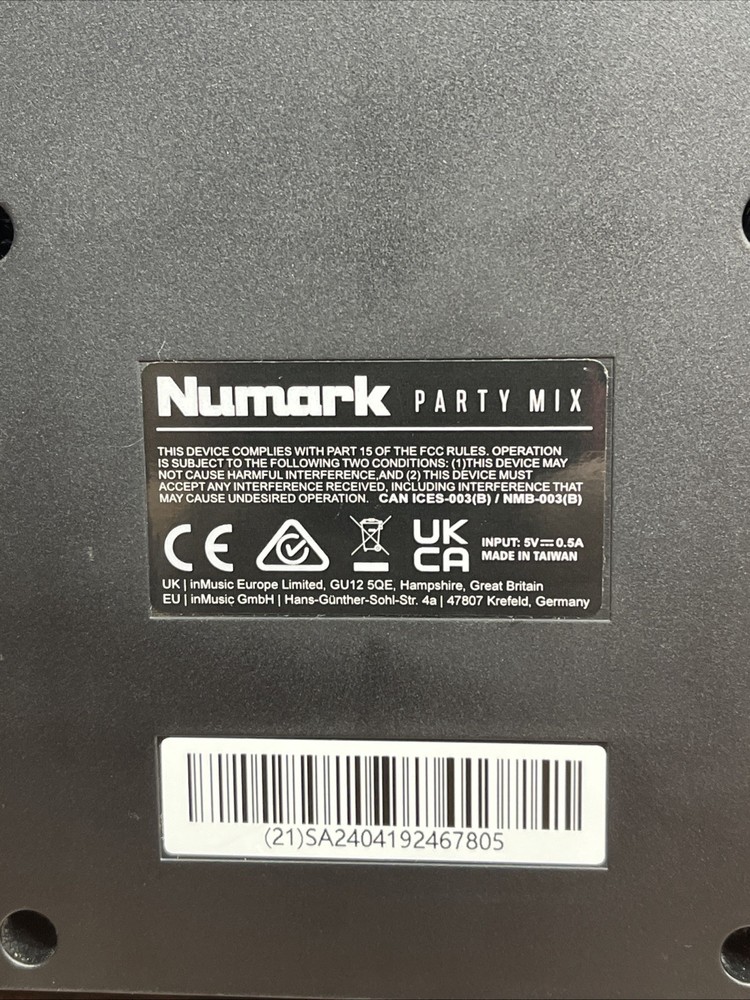 Numark PARTY MIX
THIS DEVICE COMPLIES WITH PART 15 OF THE FCC RULES. OPERATION
IS SUBJECT TO THE FOLLOWING TWO CONDITIONS: (1)THIS DEVICE MAY
NOT CAUSE HARMFUL INTERFERENCE,AND (2) THIS DEVICE MUST
ACCEPT ANY INTERFERENCE RECEIVED, INCLUDING INTERFERENCE THAT
MAY CAUSE UNDESIRED OPERATION. CAN ICES-003(B) / NMB-003(B)
CE UK
CA INPUT: 5V⎓0.5A
MADE IN TAIWAN
UK | inMusic Europe Limited, GU12 5QE, Hampshire, Great Britain
EU | inMusic GmbH | Hans-Günther-Sohl-Str. 4a | 47807 Krefeld, Germany
(21)SA2404192467805